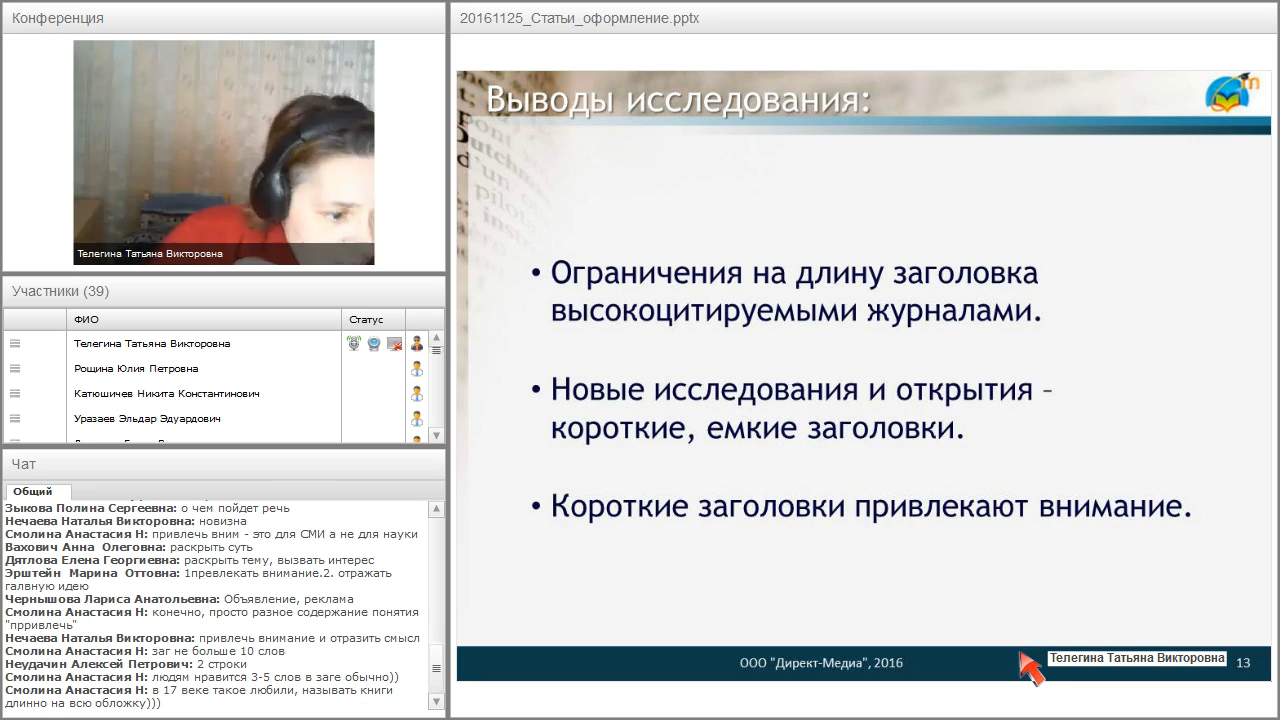 Конференция
Телегина Татьяна Викторовна
Участники (39)
ФИО
Статус
Телегина Татьяна Викторовна
Рощина Юлия Петровна
Катюшичев Никита Константинович
Уразаев Эльдар Эдуардович
Чат
Общий
Зыкова Полина Сергеевна: о чем пойдет речь
Нечаева Наталья Викторовна: новизна
Смолина Анастасия Н: привлечь вним - это для СМИ а не для науки
Вахович Анна Олеговна: раскрыть суть
Дятлова Елена Георгиевна: раскрыть тему, вызвать интерес
Эрштейн Марина Оттовна: 1превлекать внимание.2. отражать
галвную идею
Чернышова Лариса Анатольевна: Объявление, реклама
Смолина Анастасия Н: конечно, просто разное содержание понятия
"пррривлечь"
Нечаева Наталья Викторовна: привлечь внимание и отразить смысл
Смолина Анастасия Н: заг не больше 10 слов
Неудачин Алексей Петрович: 2 строки
Смолина Анастасия Н: людям нравится 3-5 слов в заге обычно))
Смолина Анастасия Н: в 17 веке такое любили, называть книги
длинно на всю обложку)))
20161125_Статьи_оформление.pptx
Выводы исследования:
• Ограничения на длину заголовка
высокоцитируемыми журналами.
• Новые исследования и открытия –
короткие, емкие заголовки.
• Короткие заголовки привлекают внимание.
ООО "Директ-Медиа", 2016
Телегина Татьяна Викторовна
13